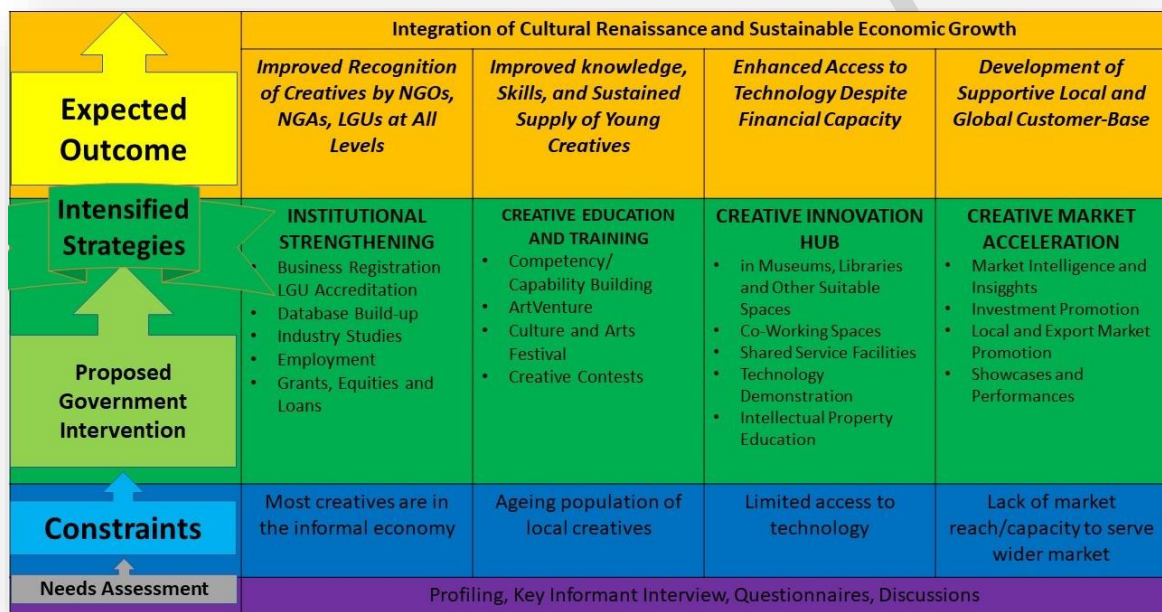 Integration of Cultural Renaissance and Sustainable Economic Growth
Expected
Outcome
Improved Recognition
of Creatives by NGOs,
NGAs, LGUs at All
Levels
Improved knowledge,
Skills, and Sustained
Supply of Young
Creatives
Enhanced Access to
Technology Despite
Financial Capacity
Development of
Supportive Local and
Global Customer-Base
Intensified
Strategies
Proposed
Government
Intervention
INSTITUTIONAL
STRENGTHENING
Business Registration
LGU Accreditation
• Database Build-up
• Industry Studies
• Employment
• Grants, Equities and
Loans
CREATIVE EDUCATION
AND TRAINING
• Competency/
Capability Building
• ArtVenture
• Culture and Arts
Festival
• Creative Contests
CREATIVE INNOVATION
HUB
• in Museums, Libraries
and Other Suitable
Spaces
• Co-Working Spaces
• Shared Service Facilities
• Technology
Demonstration
• Intellectual Property
Education
CREATIVE MARKET
ACCELERATION
• Market Intelligence and
Insigghts
• Investment Promotion
• Local and Export Market
Promotion
• Showcases and
Performances
Constraints
Most creatives are in
the informal economy
Ageing population of
local creatives
Limited access to
technology
Lack of market
reach/capacity to serve
wider market
Needs Assessment
Profiling, Key Informant Interview, Questionnaires, Discussions